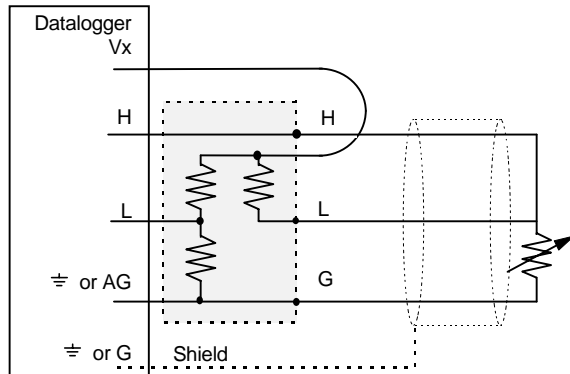 Datalogger
Vx
H H
L L
⏚ or AG G
⏚ or G Shield